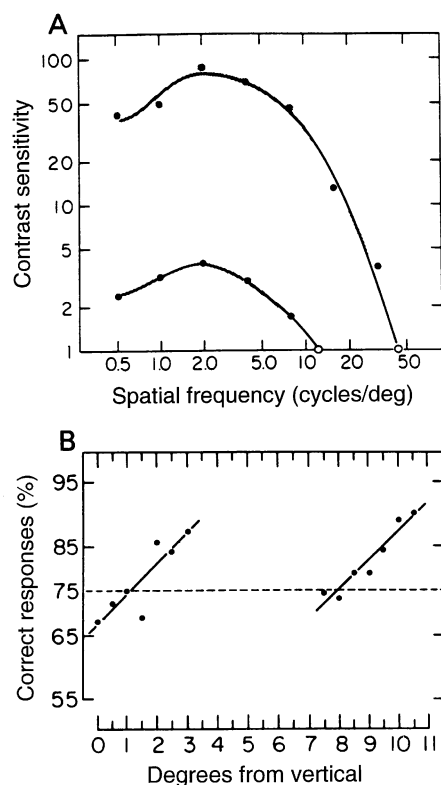 A
100
50
20
10
5
2
1
Contrast sensitivity
0.5 1.0 2.0 5.0 10 20 50
Spatial frequency (cycles/deg)
B
95
85
75
65
55
Correct responses (%)
0 1 2 3 4 5 6 7 8 9 10 11
Degrees from vertical